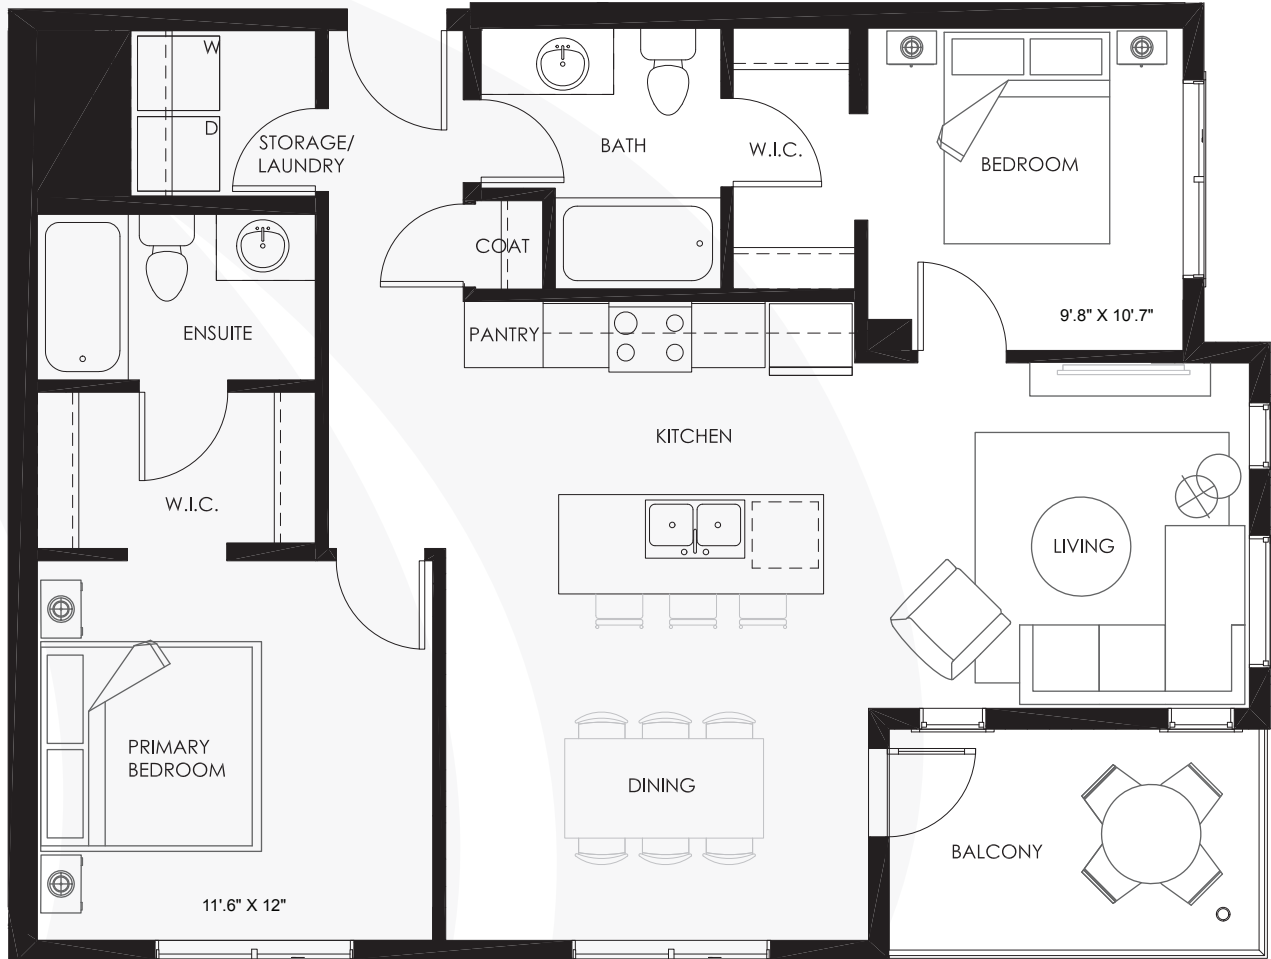 W
D
STORAGE/
LAUNDRY
BATH
W.I.C.
BEDROOM
COAT
9'.8" X 10'.7"
ENSUITE
PANTRY
KITCHEN
W.I.C.
LIVING
PRIMARY
BEDROOM
DINING
BALCONY
11'.6" X 12"